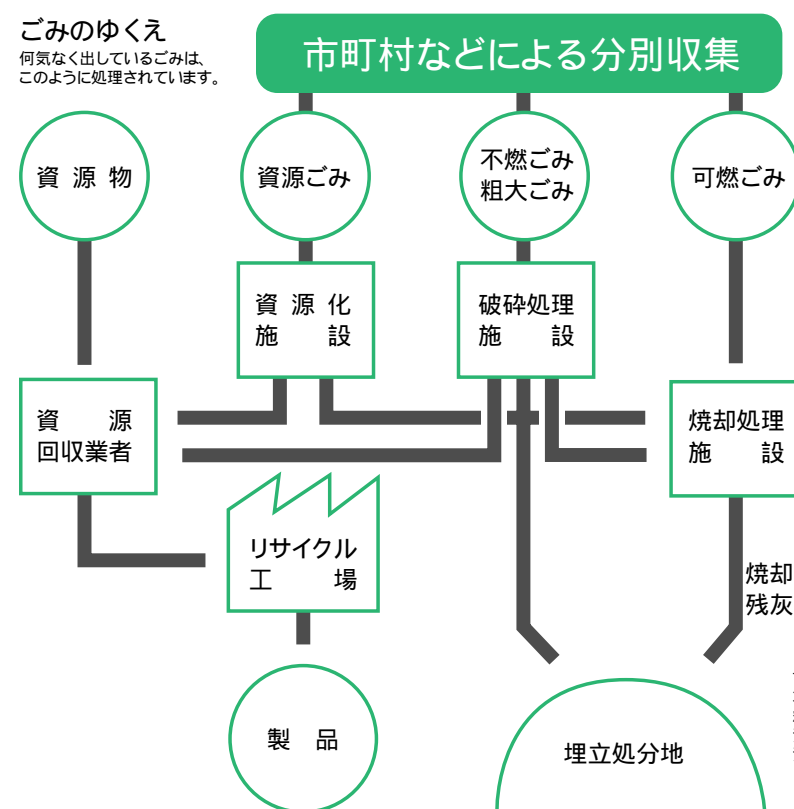 ごみのゆくえ
何気なく出しているごみは、
このように処理されています。
市町村などによる分別収集
資源物
資源ごみ
不燃ごみ
粗大ごみ
可燃ごみ
資源化
施設
破砕処理
施設
資源
回収業者
焼却処理
施設
リサイクル
工場
焼却
残灰
製品
埋立処分地